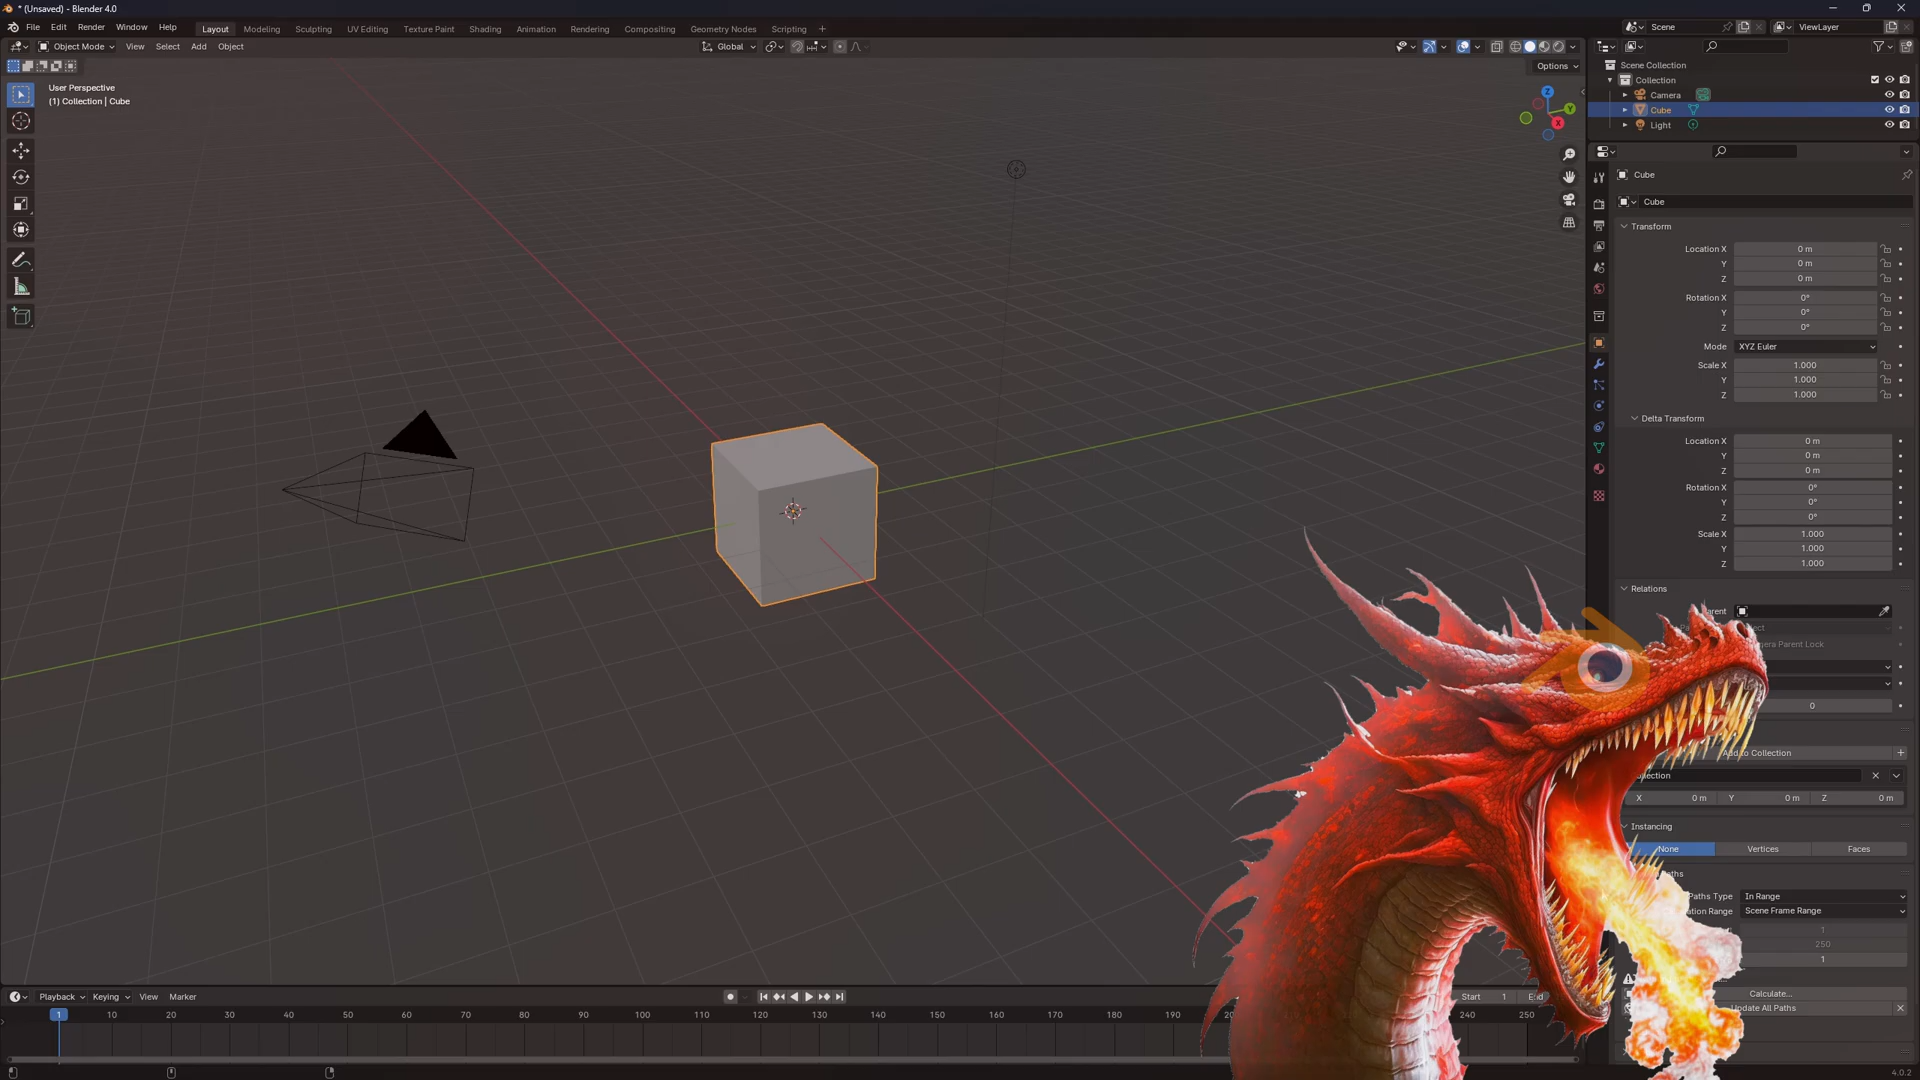 * (Unsaved) - Blender 4.0
File Edit Render Window Help Layout Modeling Sculpting UV Editing Texture Paint Shading Animation Rendering Compositing Geometry Nodes Scripting + Scene ViewLayer
Object Mode View Select Add Object Global
Options
User Perspective
(1) Collection | Cube
Z
Y
X
Scene Collection
Collection
Camera
Cube
Light
Cube
Cube
Transform
Location X 0 m
Y 0 m
Z 0 m
Rotation X 0°
Y 0°
Z 0°
Mode XYZ Euler
Scale X 1.000
Y 1.000
Z 1.000
Delta Transform
Location X 0 m
Y 0 m
Z 0 m
Rotation X 0°
Y 0°
Z 0°
Scale X 1.000
Y 1.000
Z 1.000
Relations
Parent Lock
0
Add to Collection
X 0 m Y 0 m Z 0 m
Instancing
None Vertices Faces
Paths Type In Range
Range Scene Frame Range
1
250
1
Calculate...
Update All Paths
Playback Keying View Marker Start 1 End
1 10 20 30 40 50 60 70 80 90 100 110 120 130 140 150 160 170 180 190 240 250
4.0.2